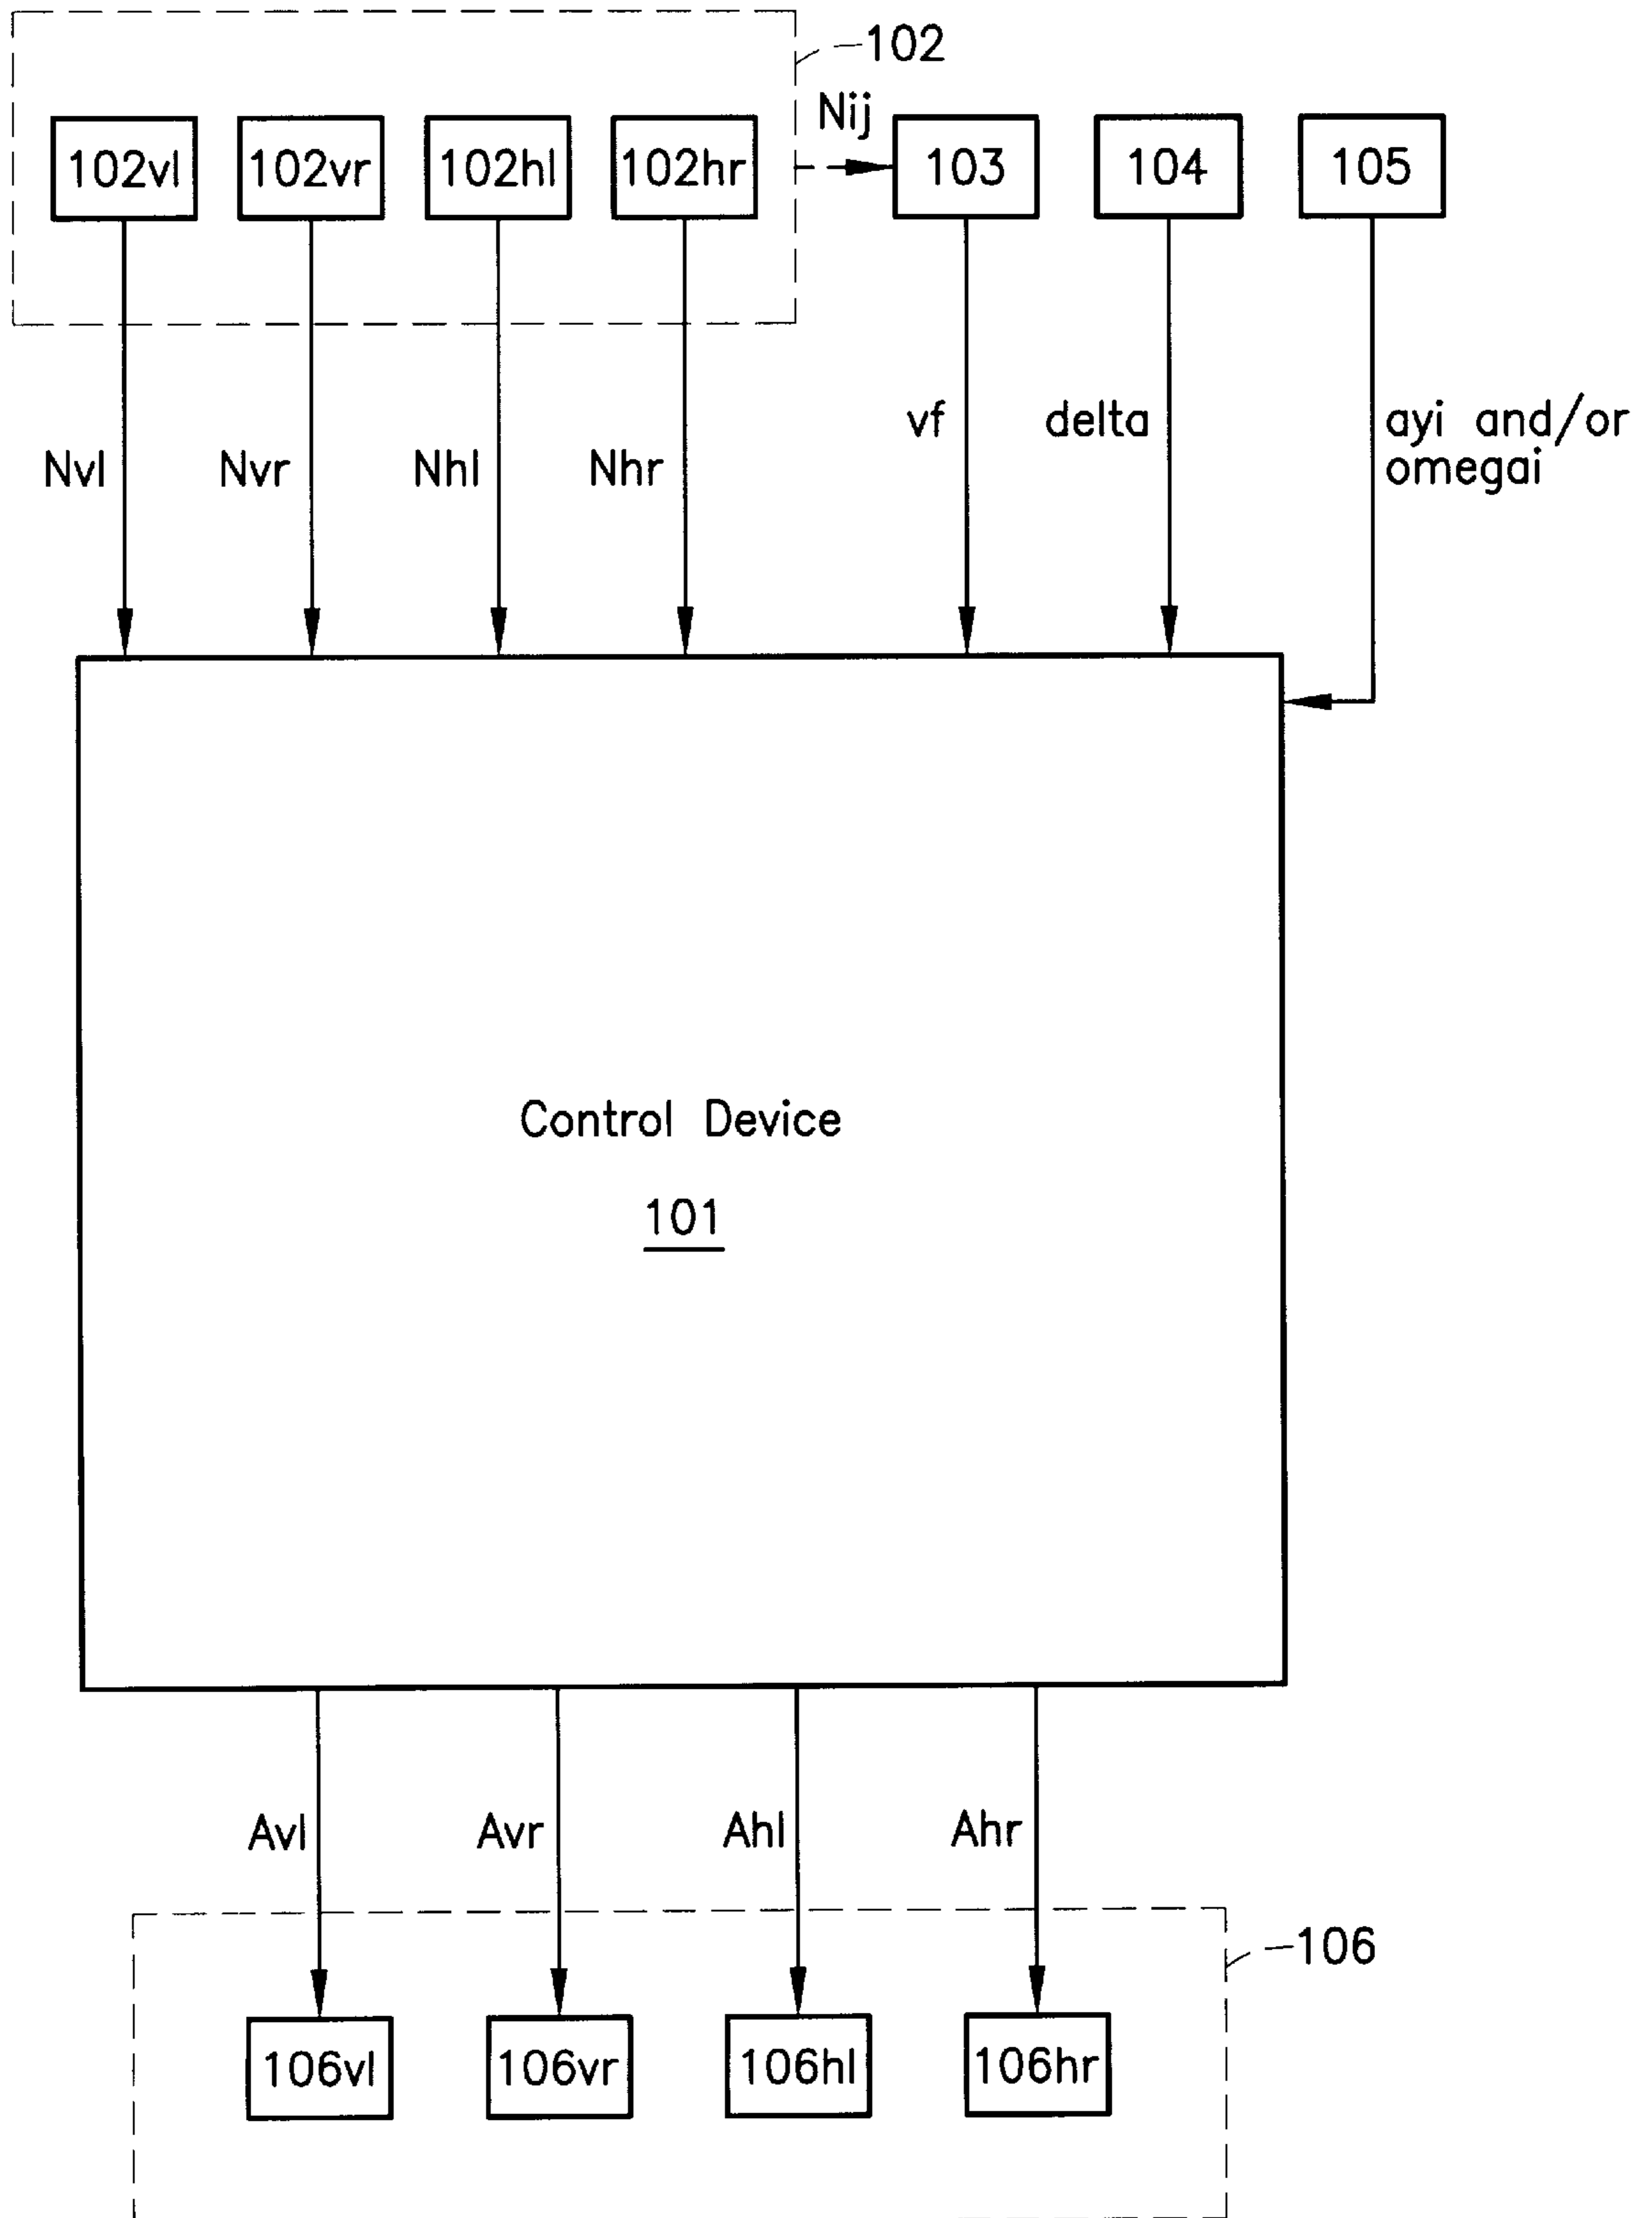 102
Nij
102vl
102vr
102hl
102hr
103
104
105
Nvl
Nvr
Nhl
Nhr
vf
delta
ayi and/or
omegai
Control Device
101
Avl
Avr
Ahl
Ahr
106
106vl
106vr
106hl
106hr